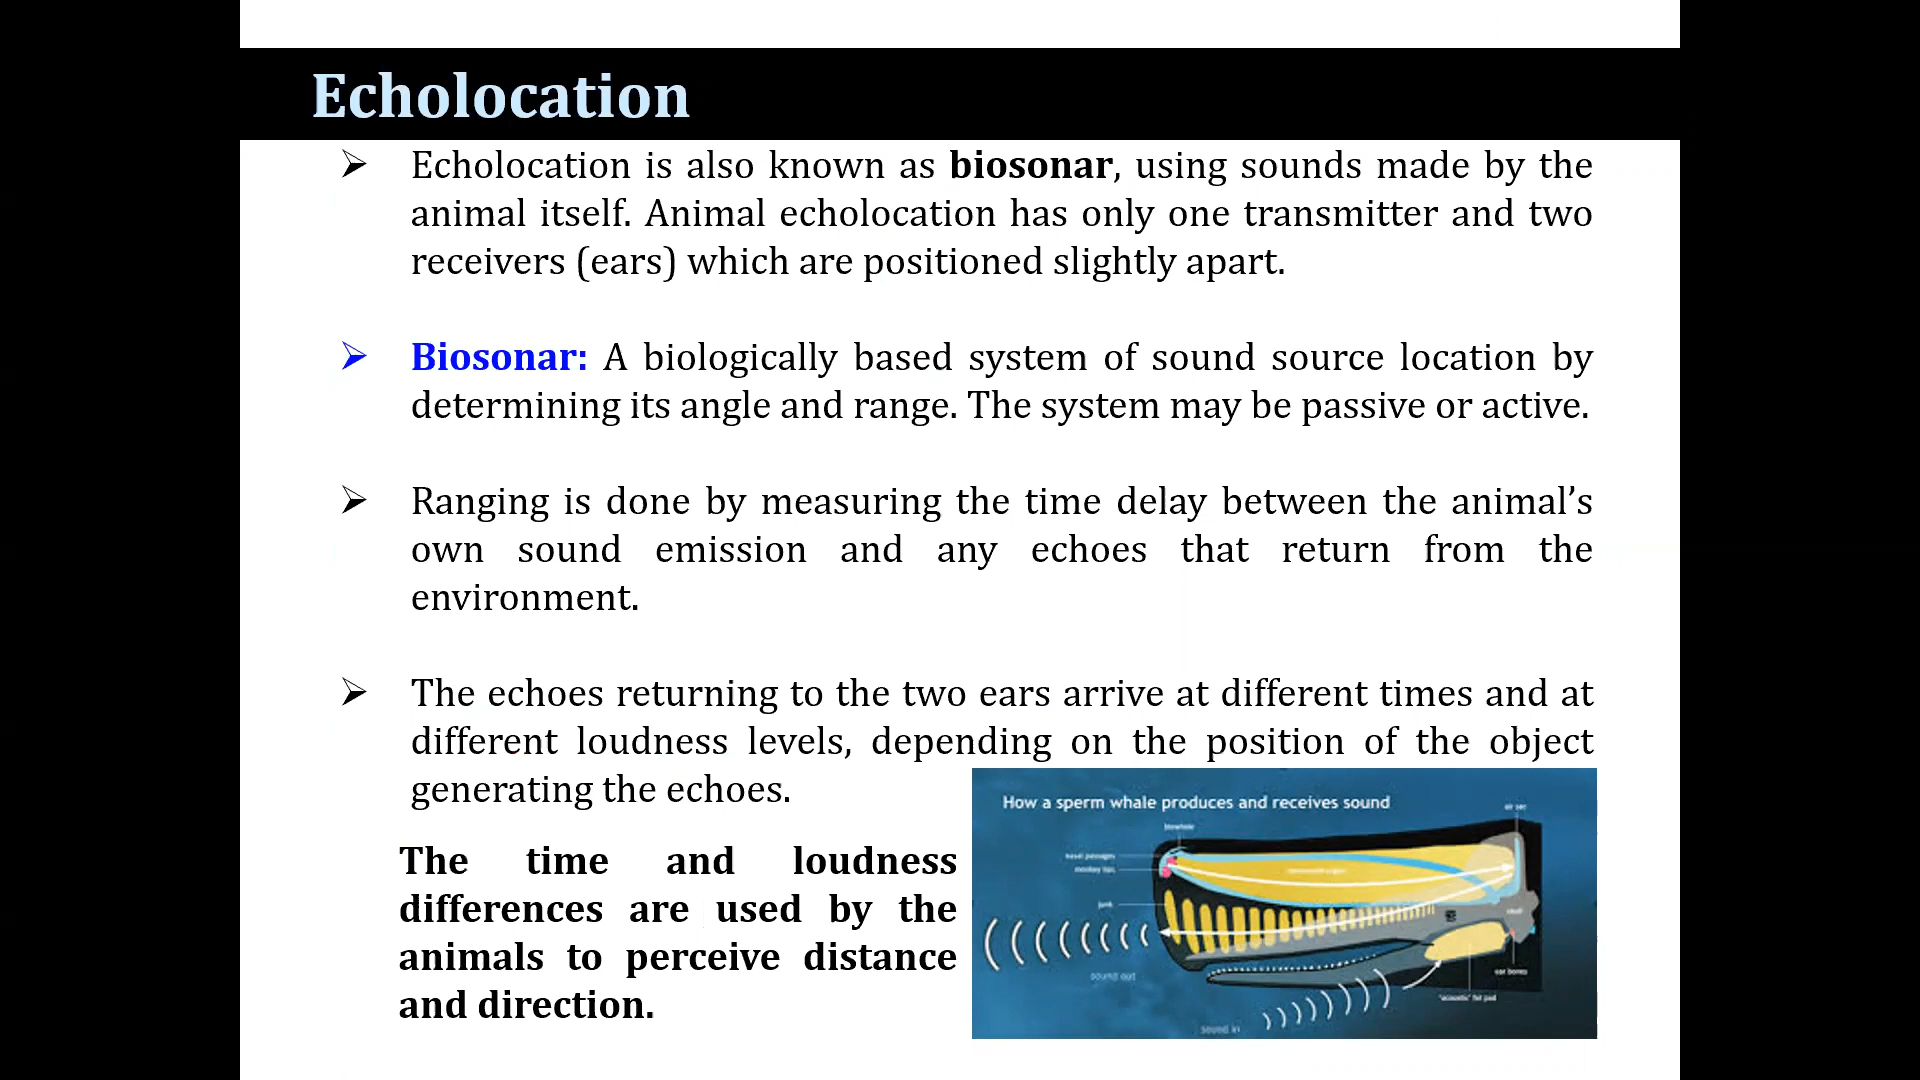 Echolocation
➢ Echolocation is also known as biosonar, using sounds made by the
animal itself. Animal echolocation has only one transmitter and two
receivers (ears) which are positioned slightly apart.
➢ Biosonar: A biologically based system of sound source location by
determining its angle and range. The system may be passive or active.
➢ Ranging is done by measuring the time delay between the animal’s
own sound emission and any echoes that return from the
environment.
➢ The echoes returning to the two ears arrive at different times and at
different loudness levels, depending on the position of the object
generating the echoes.
The time and loudness
differences are used by the
animals to perceive distance
and direction.
How a sperm whale produces and receives sound
air sac
blowhole
nasal passages
monkey lips
junk
skull
sound out
ear bones
'acoustic' fat pad
sound in